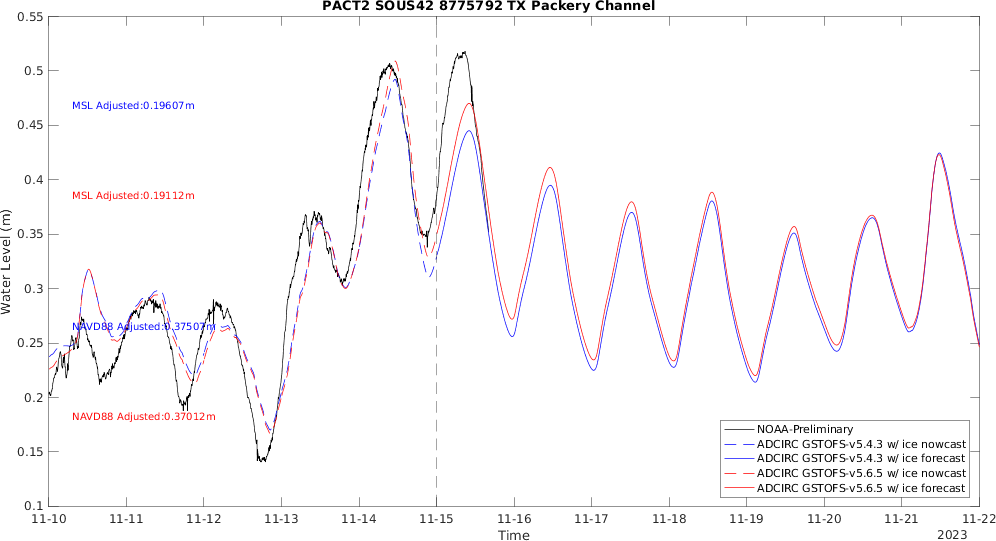 PACT2 SOUS42 8775792 TX Packery Channel
0.55
0.5
0.45
0.4
0.35
0.3
0.25
0.2
0.15
0.1
Water Level (m)
MSL Adjusted:0.19607m
MSL Adjusted:0.19112m
NAVD88 Adjusted:0.37507m
NAVD88 Adjusted:0.37012m
NOAA-Preliminary
ADCIRC GSTOFS-v5.4.3 w/ ice nowcast
ADCIRC GSTOFS-v5.4.3 w/ ice forecast
ADCIRC GSTOFS-v5.6.5 w/ ice nowcast
ADCIRC GSTOFS-v5.6.5 w/ ice forecast
11-10 11-11 11-12 11-13 11-14 11-15 11-16 11-17 11-18 11-19 11-20 11-21 11-22
Time
2023